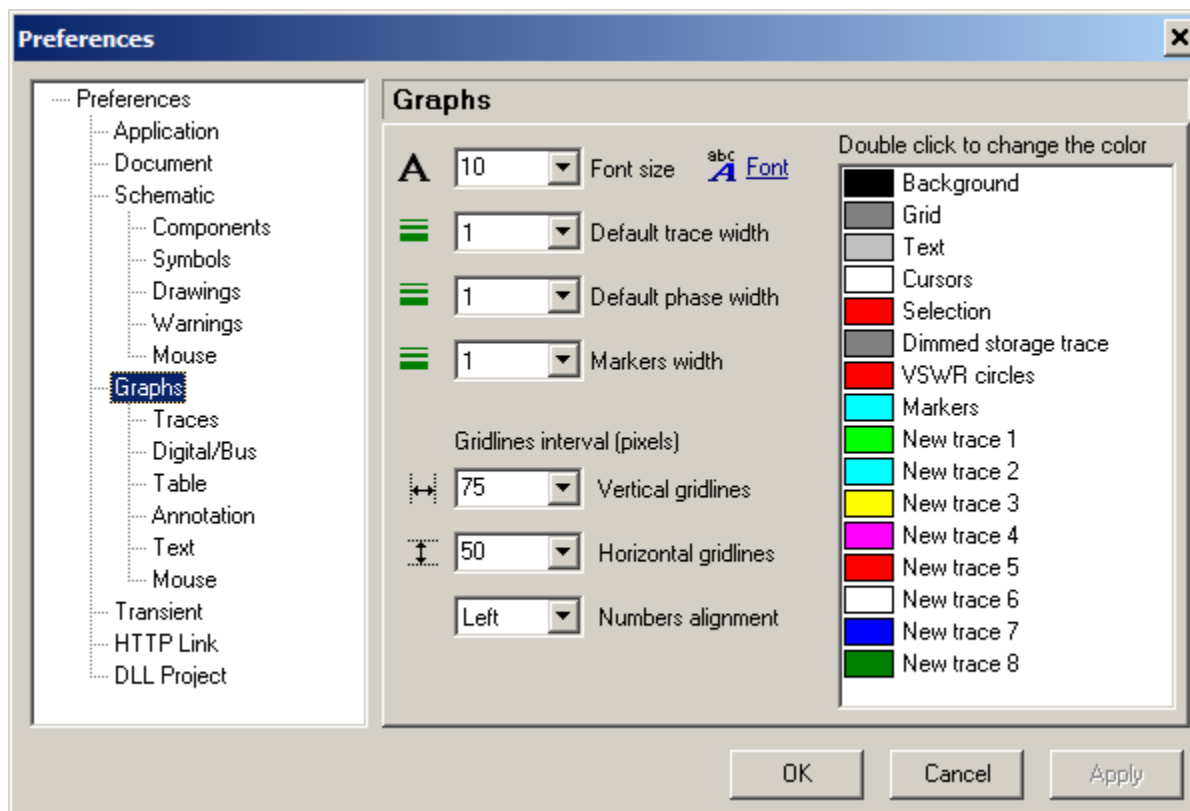 Preferences
Preferences
Application
Document
Schematic
Components
Symbols
Drawings
Warnings
Mouse
Graphs
Traces
Digital/Bus
Table
Annotation
Text
Mouse
Transient
HTTP Link
DLL Project
Graphs
A 10 Font size abc A Font
1 Default trace width
1 Default phase width
1 Markers width
Gridlines interval (pixels)
75 Vertical gridlines
50 Horizontal gridlines
Left Numbers alignment
Double click to change the color
Background
Grid
Text
Cursors
Selection
Dimmed storage trace
VSWR circles
Markers
New trace 1
New trace 2
New trace 3
New trace 4
New trace 5
New trace 6
New trace 7
New trace 8
OK Cancel Apply